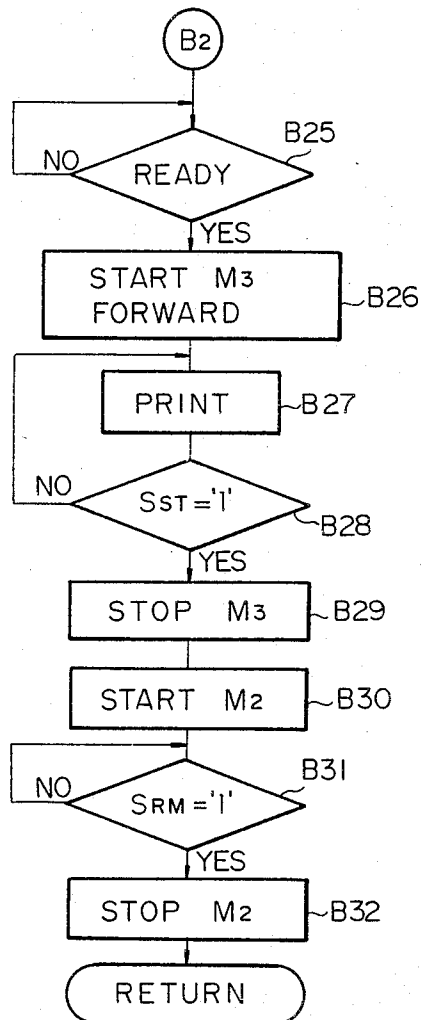 B2
B25
READY
NO
YES
START M3
FORWARD
B26
PRINT
B27
NO
SST='1'
B28
YES
STOP M3
B29
START M2
B30
B31
NO
SRM='1'
YES
STOP M2
B32
RETURN